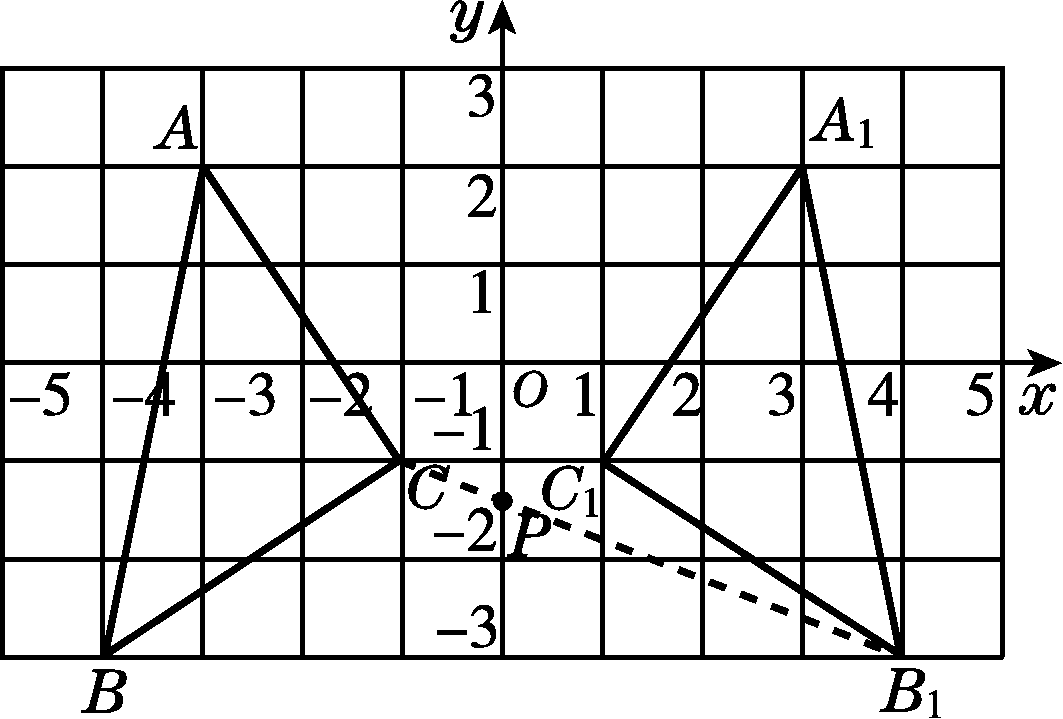 y
3
A A₁
2
1
–5 –4 –3 –2 –1 O 1 2 3 4 5 x
–1
C C₁
–2 P
–3
B B₁